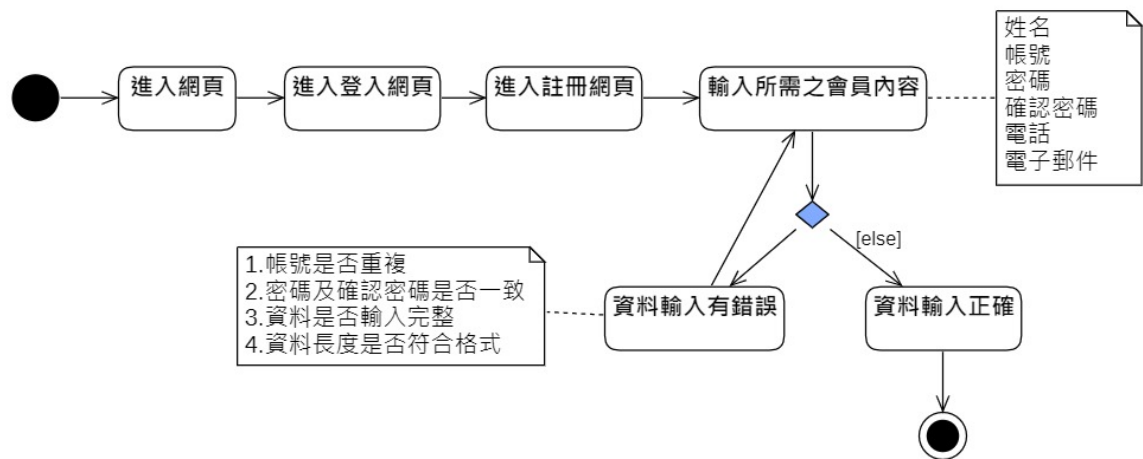 進入網頁
進入登入網頁
進入註冊網頁
輸入所需之會員內容
姓名
帳號
密碼
確認密碼
電話
電子郵件
[else]
1.帳號是否重複
2.密碼及確認密碼是否一致
3.資料是否輸入完整
4.資料長度是否符合格式
資料輸入有錯誤
資料輸入正確